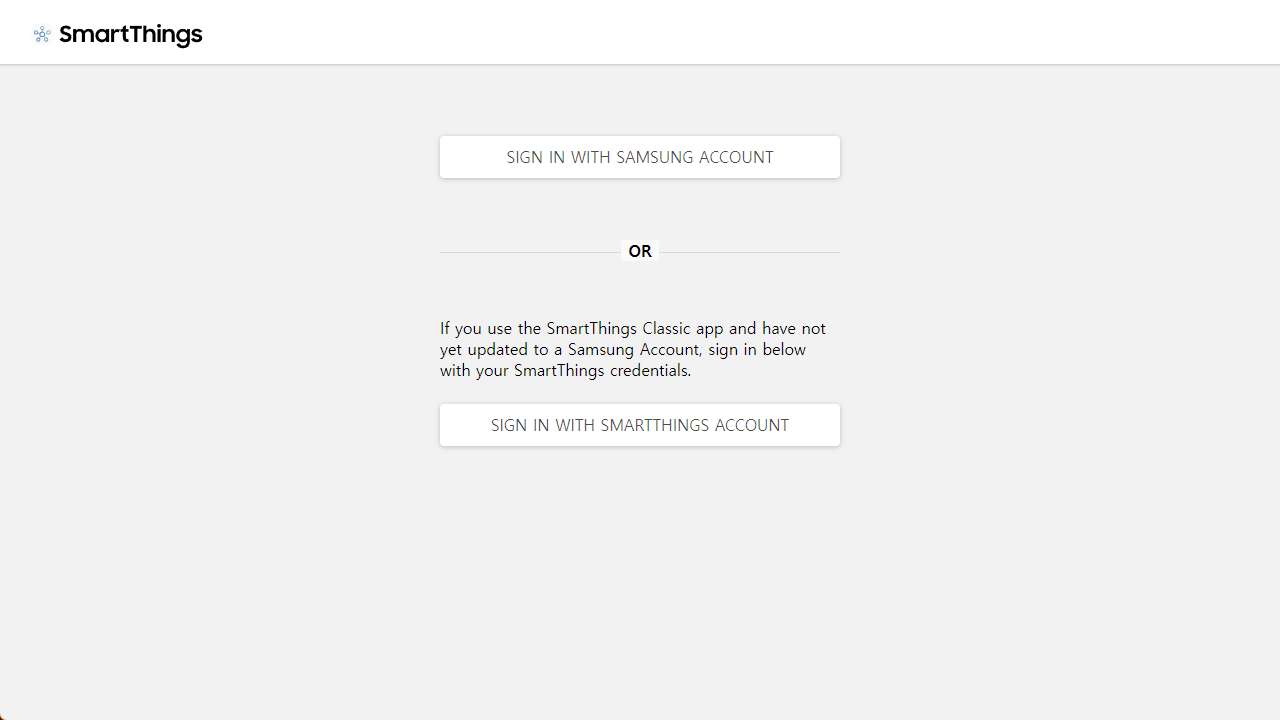 SmartThings
SIGN IN WITH SAMSUNG ACCOUNT
OR
If you use the SmartThings Classic app and have not
yet updated to a Samsung Account, sign in below
with your SmartThings credentials.
SIGN IN WITH SMARTTHINGS ACCOUNT